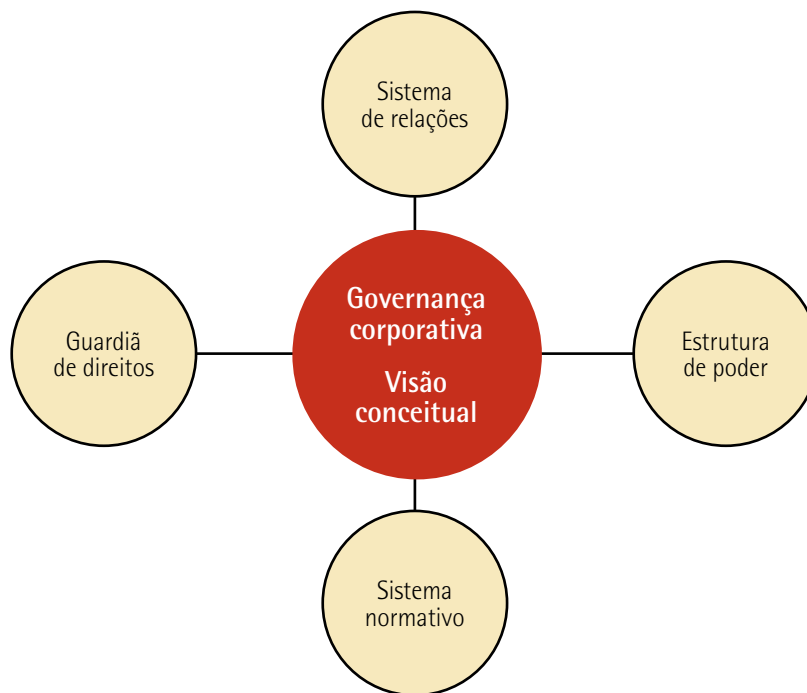 Sistema
de relações
Guardiã
de direitos
Governança
corporativa
Visão
conceitual
Estrutura
de poder
Sistema
normativo